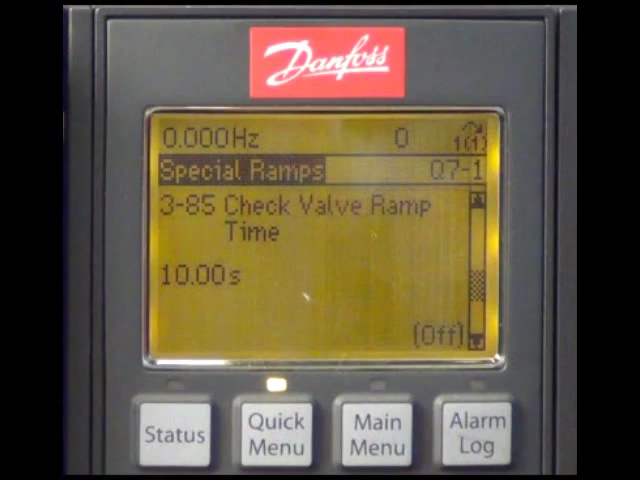 Danfoss
0.000Hz 0 1(1)
Special Ramps Q7-1
3-85 Check Valve Ramp
Time
10.00s
(Off)
Status
Quick
Menu
Main
Menu
Alarm
Log